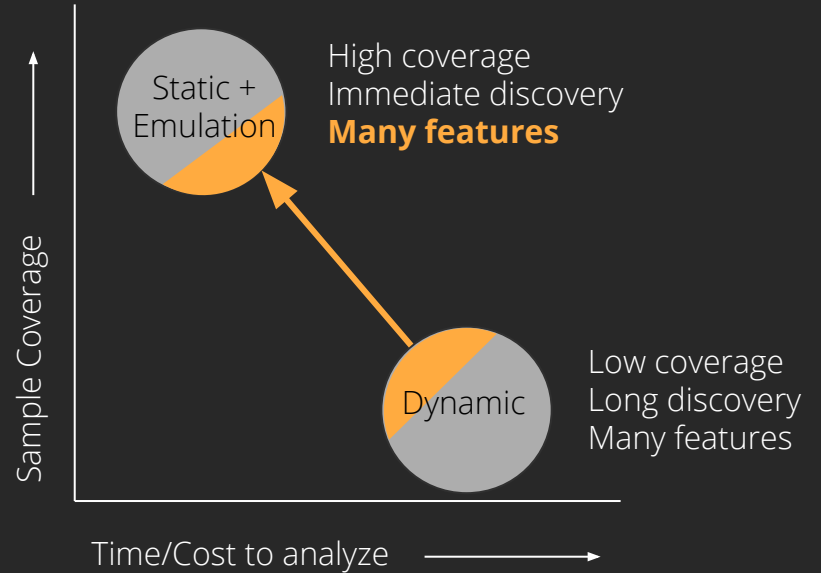 Static +
Emulation
High coverage
Immediate discovery
Many features
Sample Coverage
Dynamic
Low coverage
Long discovery
Many features
Time/Cost to analyze